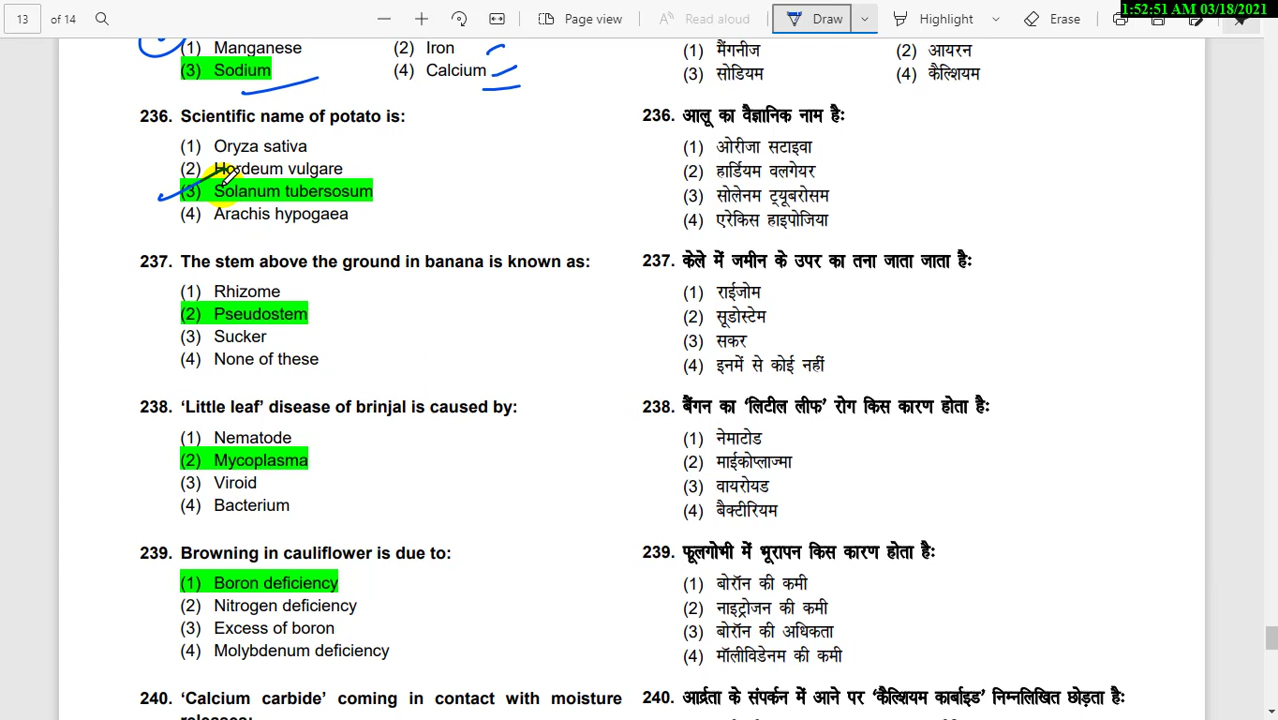 13 of 14 Page view Read aloud Draw Highlight Erase
1:52:51 AM 03/18/2021
(1) Manganese (2) Iron
(3) Sodium (4) Calcium
236. Scientific name of potato is:
(1) Oryza sativa
(2) Hordeum vulgare
(3) Solanum tubersosum
(4) Arachis hypogaea
237. The stem above the ground in banana is known as:
(1) Rhizome
(2) Pseudostem
(3) Sucker
(4) None of these
238. ‘Little leaf’ disease of brinjal is caused by:
(1) Nematode
(2) Mycoplasma
(3) Viroid
(4) Bacterium
239. Browning in cauliflower is due to:
(1) Boron deficiency
(2) Nitrogen deficiency
(3) Excess of boron
(4) Molybdenum deficiency
240. ‘Calcium carbide’ coming in contact with moisture
(1) मैंगनीज (2) आयरन
(3) सोडियम (4) कैल्शियम
236. आलू का वैज्ञानिक नाम है:
(1) ओरीजा सटाइवा
(2) हार्डियम वलगेयर
(3) सोलेनम ट्यूबरोसम
(4) एरेकिस हाइपोजिया
237. केले में जमीन के उपर का तना जाता जाता है:
(1) राईजोम
(2) सूडोस्टेम
(3) सकर
(4) इनमें से कोई नहीं
238. बैंगन का ‘लिटील लीफ’ रोग किस कारण होता है:
(1) नेमाटोड
(2) माईकोप्लाज्मा
(3) वायरोयड
(4) बैक्टीरियम
239. फूलगोभी में भूरापन किस कारण होता है:
(1) बोरॉन की कमी
(2) नाइट्रोजन की कमी
(3) बोरॉन की अधिकता
(4) मॉलीविडेनम की कमी
240. आर्द्रता के संपर्कन में आने पर ‘कैल्शियम कार्बाइड’ निम्नलिखित छोड़ता है: